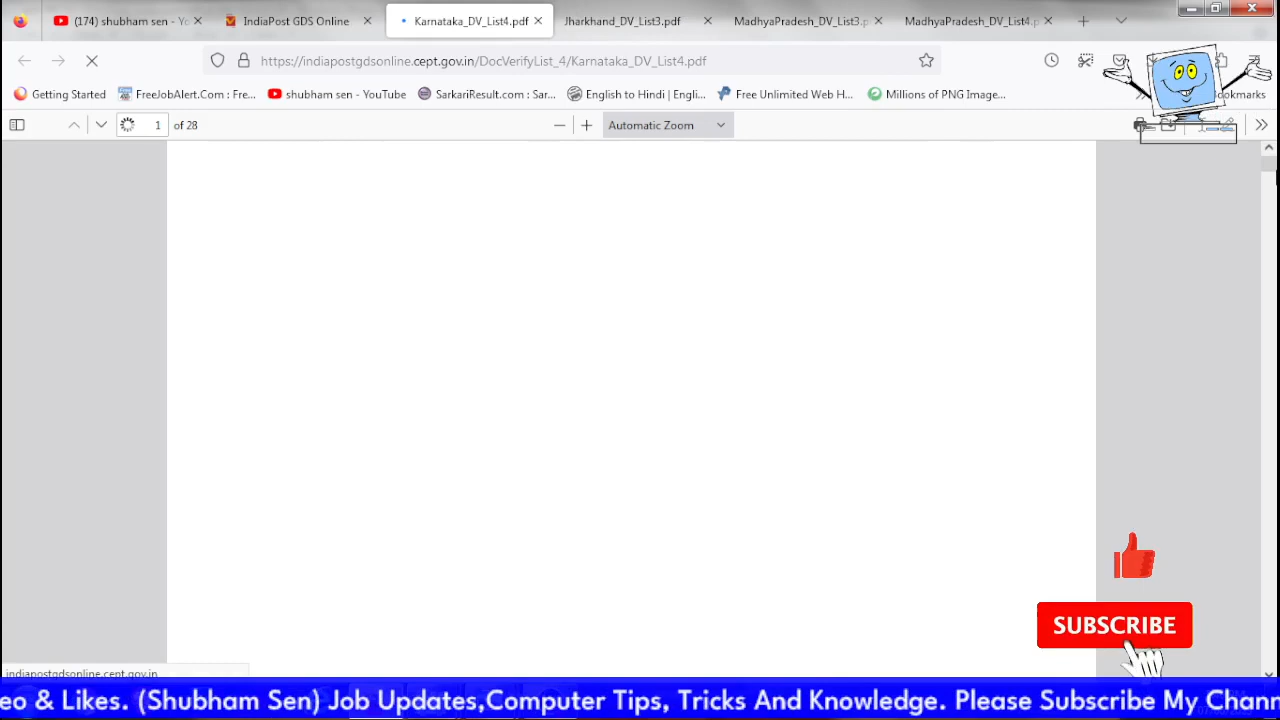 (174) shubham sen - Yo
IndiaPost GDS Online
Karnataka_DV_List4.pdf
Jharkhand_DV_List3.pdf
MadhyaPradesh_DV_List3.p
MadhyaPradesh_DV_List4.p
https://indiapostgdsonline.cept.gov.in/DocVerifyList_4/Karnataka_DV_List4.pdf
Getting Started
FreeJobAlert.Com : Fre...
shubham sen - YouTube
SarkariResult.com : Sar...
English to Hindi | Engli...
Free Unlimited Web H...
Millions of PNG Image...
okmarks
1 of 28
Automatic Zoom
SUBSCRIBE
indiapostgdsonline.cept.gov.in
eo & Likes. (Shubham Sen) Job Updates,Computer Tips, Tricks And Knowledge. Please Subscribe My Chann